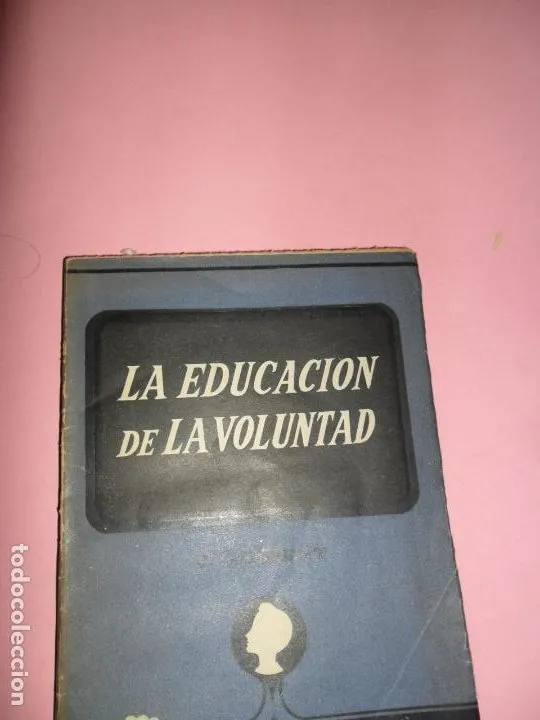 LA EDUCACION
DE LA VOLUNTAD
todocoleccion